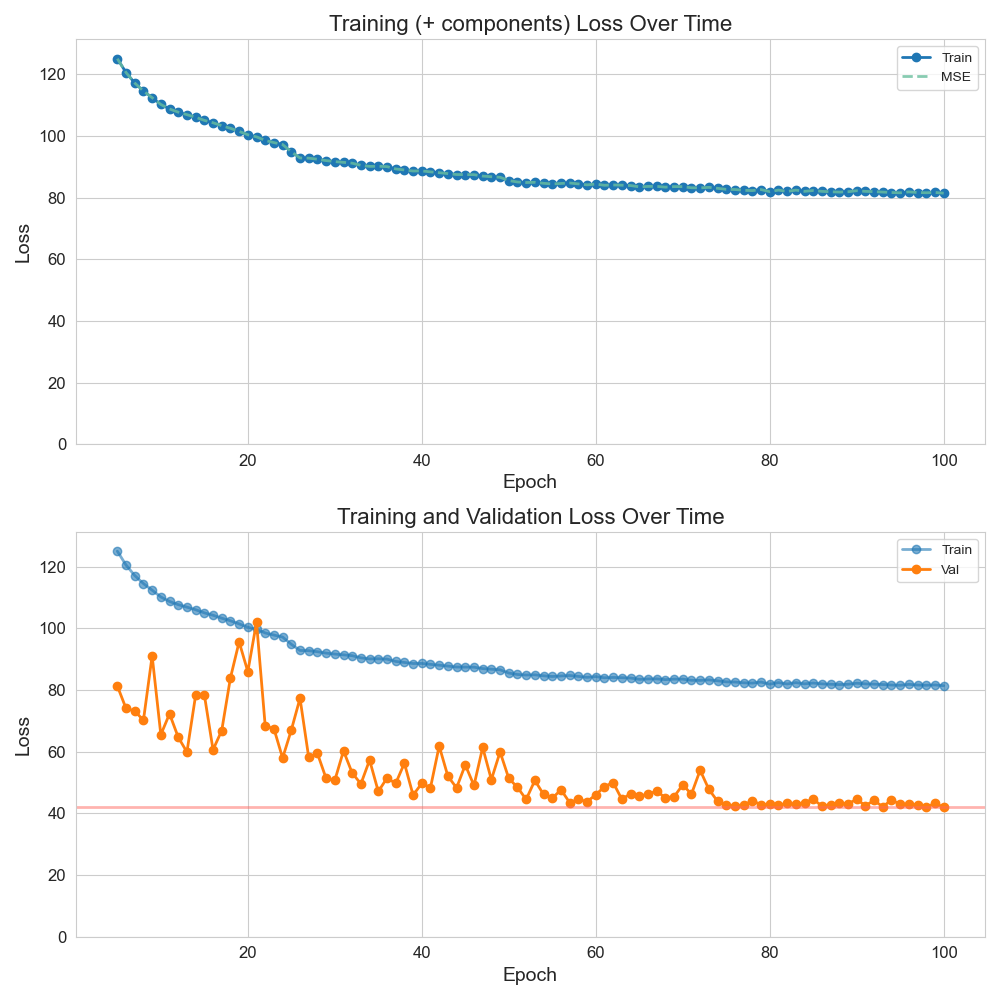 Training (+ components) Loss Over Time
Train
MSE
120
100
80
60
40
20
0
Loss
20 40 60 80 100
Epoch
Training and Validation Loss Over Time
Train
Val
120
100
80
60
40
20
0
Loss
20 40 60 80 100
Epoch